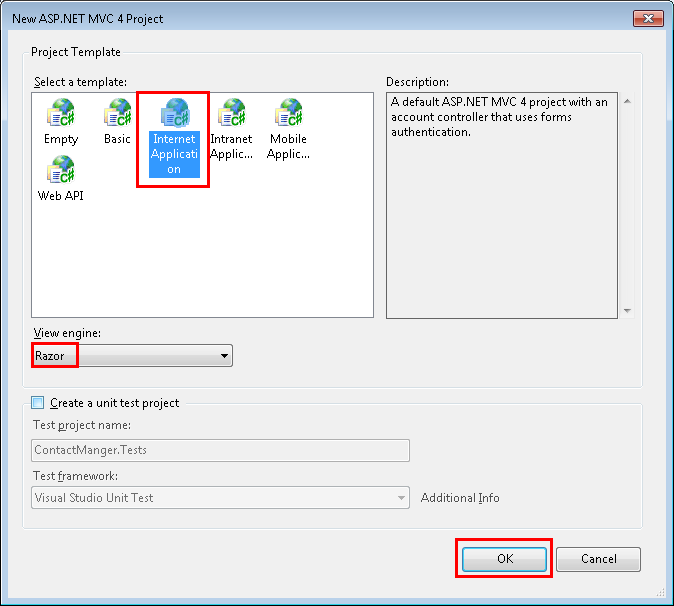 New ASP.NET MVC 4 Project
Project Template
Select a template:
Description:
Empty
Basic
Internet
Applicati
on
Intranet
Applic...
Mobile
Applic...
Web API
A default ASP.NET MVC 4 project with an
account controller that uses forms
authentication.
View engine:
Razor
Create a unit test project
Test project name:
ContactManger.Tests
Test framework:
Visual Studio Unit Test
Additional Info
OK
Cancel